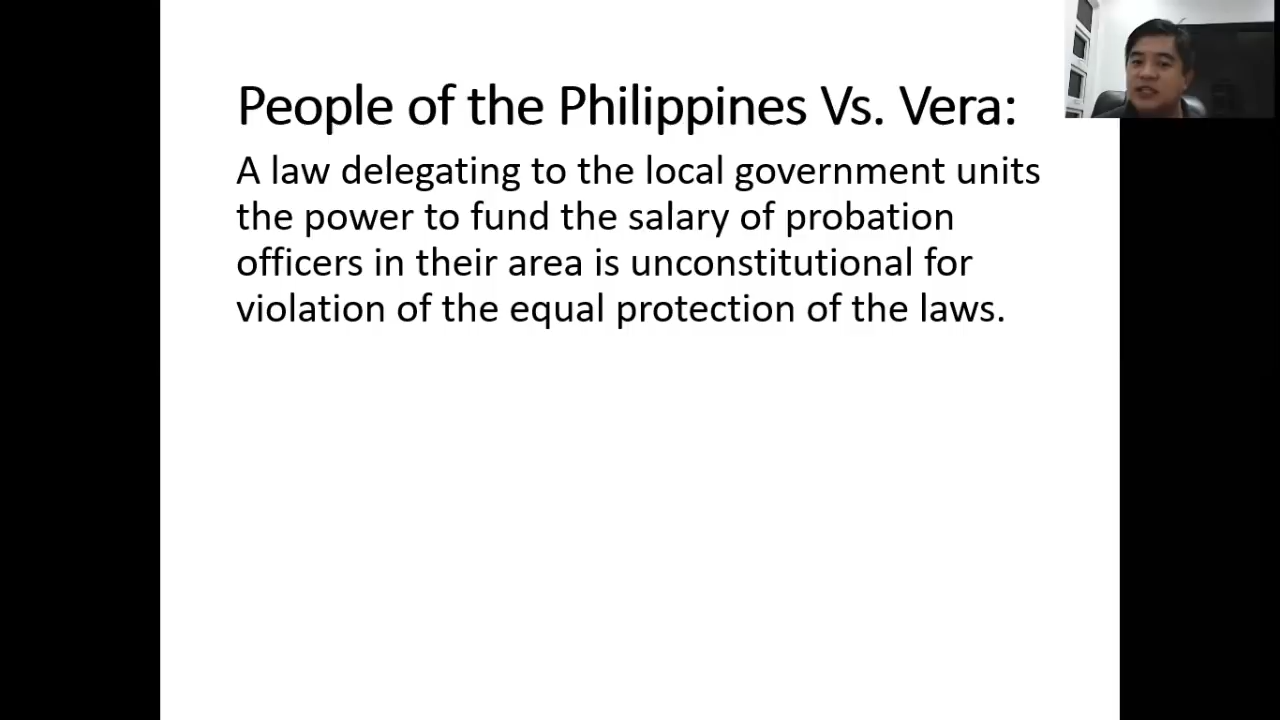 People of the Philippines Vs. Vera:
A law delegating to the local government units
the power to fund the salary of probation
officers in their area is unconstitutional for
violation of the equal protection of the laws.